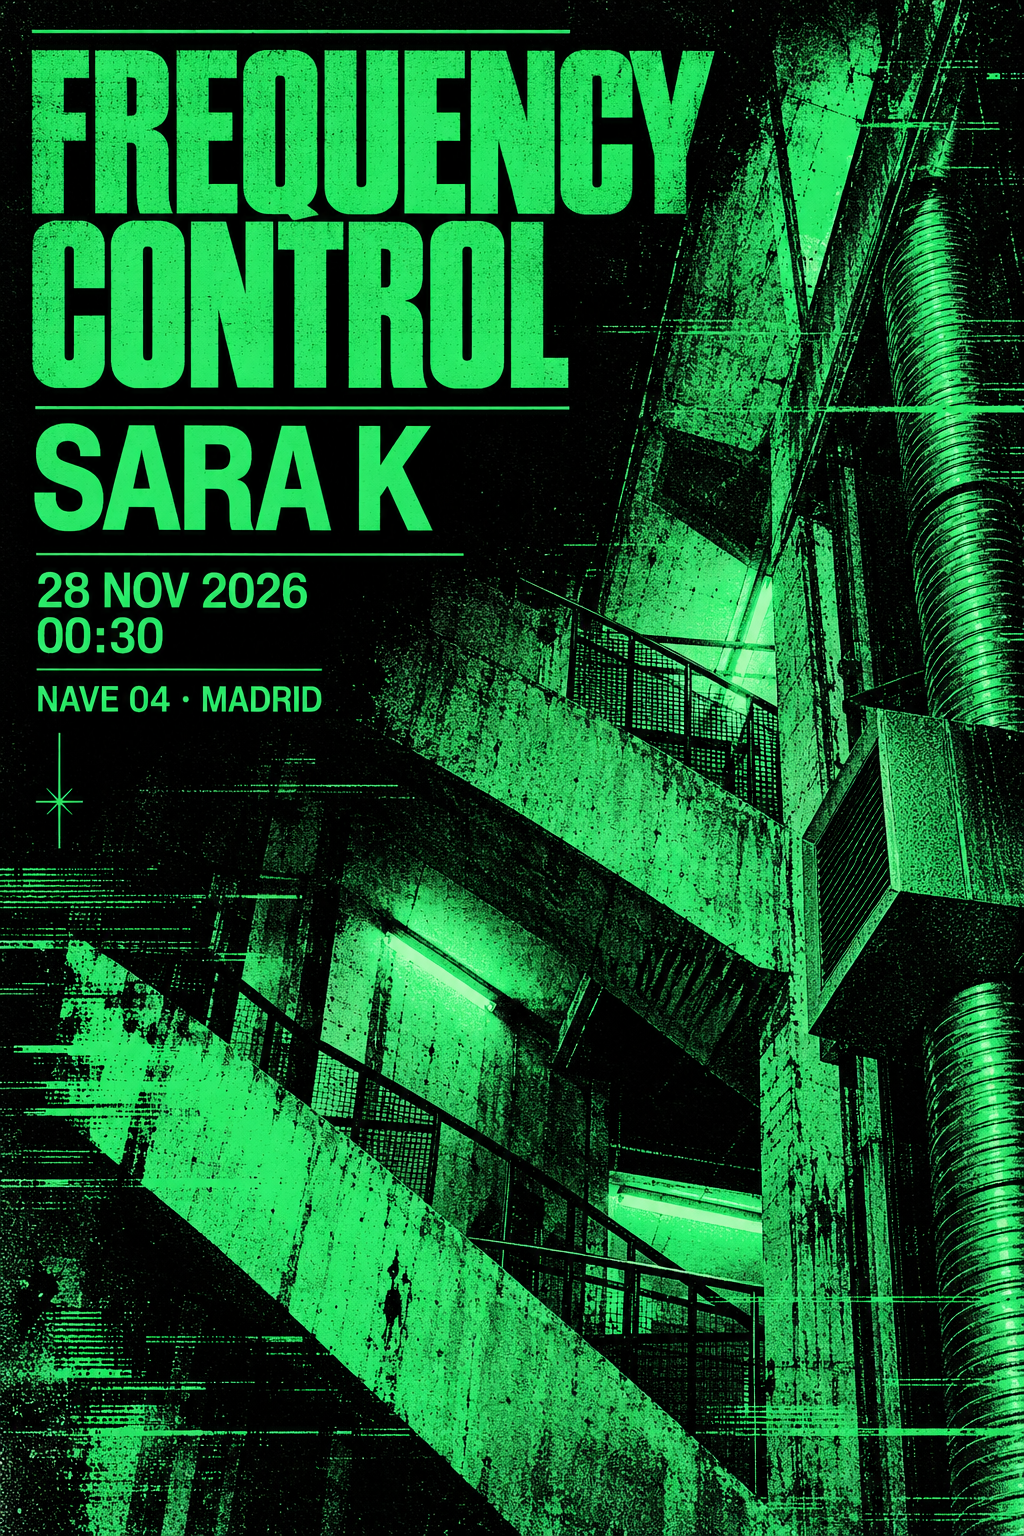 FREQUENCY
CONTROL
SARA K
28 NOV 2026
00:30
NAVE 04 · MADRID